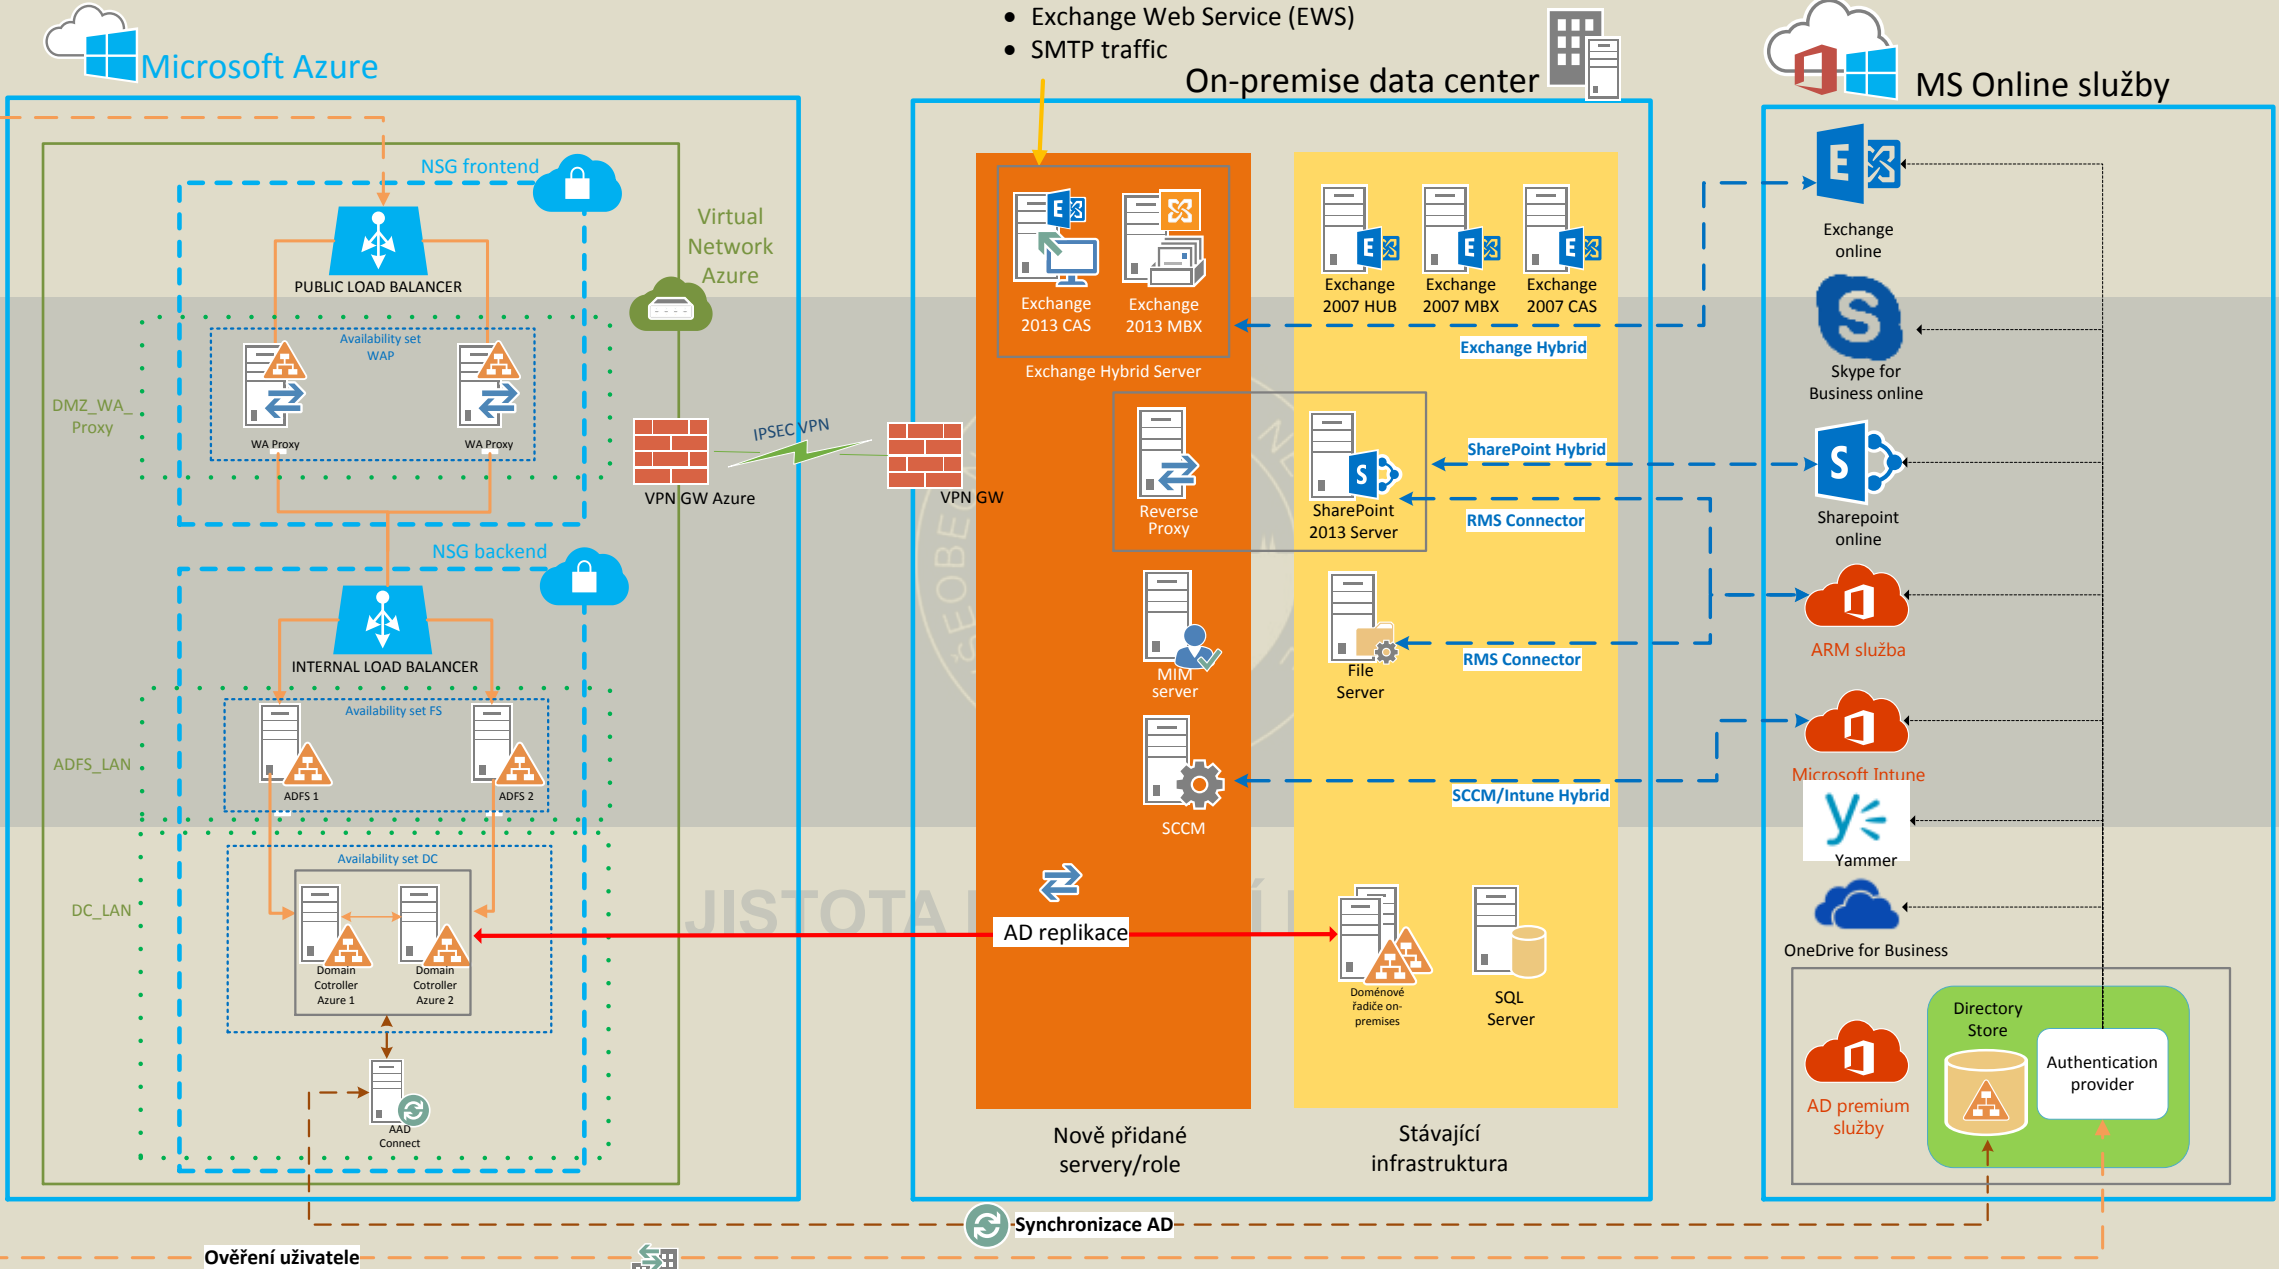 • Exchange Web Service (EWS)
• SMTP traffic
Microsoft Azure
On-premise data center
MS Online služby
NSG frontend
Virtual
Network
Azure
PUBLIC LOAD BALANCER
Availability set
WAP
DMZ_WA_
Proxy
WA Proxy
WA Proxy
VPN GW Azure
IPSEC VPN
VPN GW
NSG backend
INTERNAL LOAD BALANCER
Availability set FS
ADFS_LAN
ADFS 1
ADFS 2
Availability set DC
DC_LAN
Domain
Cotroller
Azure 1
Domain
Cotroller
Azure 2
AAD
Connect
Exchange
2013 CAS
Exchange
2013 MBX
Exchange Hybrid Server
Exchange
2007 HUB
Exchange
2007 MBX
Exchange
2007 CAS
Exchange Hybrid
Reverse
Proxy
SharePoint
2013 Server
SharePoint Hybrid
RMS Connector
MIM
server
File
Server
RMS Connector
SCCM
SCCM/Intune Hybrid
JISTOTA
AD replikace
Doménové
řadiče on-
premises
SQL
Server
Nově přidané
servery/role
Stávající
infrastruktura
Exchange
online
Skype for
Business online
Sharepoint
online
ARM služba
Microsoft Intune
Yammer
OneDrive for Business
Directory
Store
Authentication
provider
AD premium
služby
Synchronizace AD
Ověření uživatele